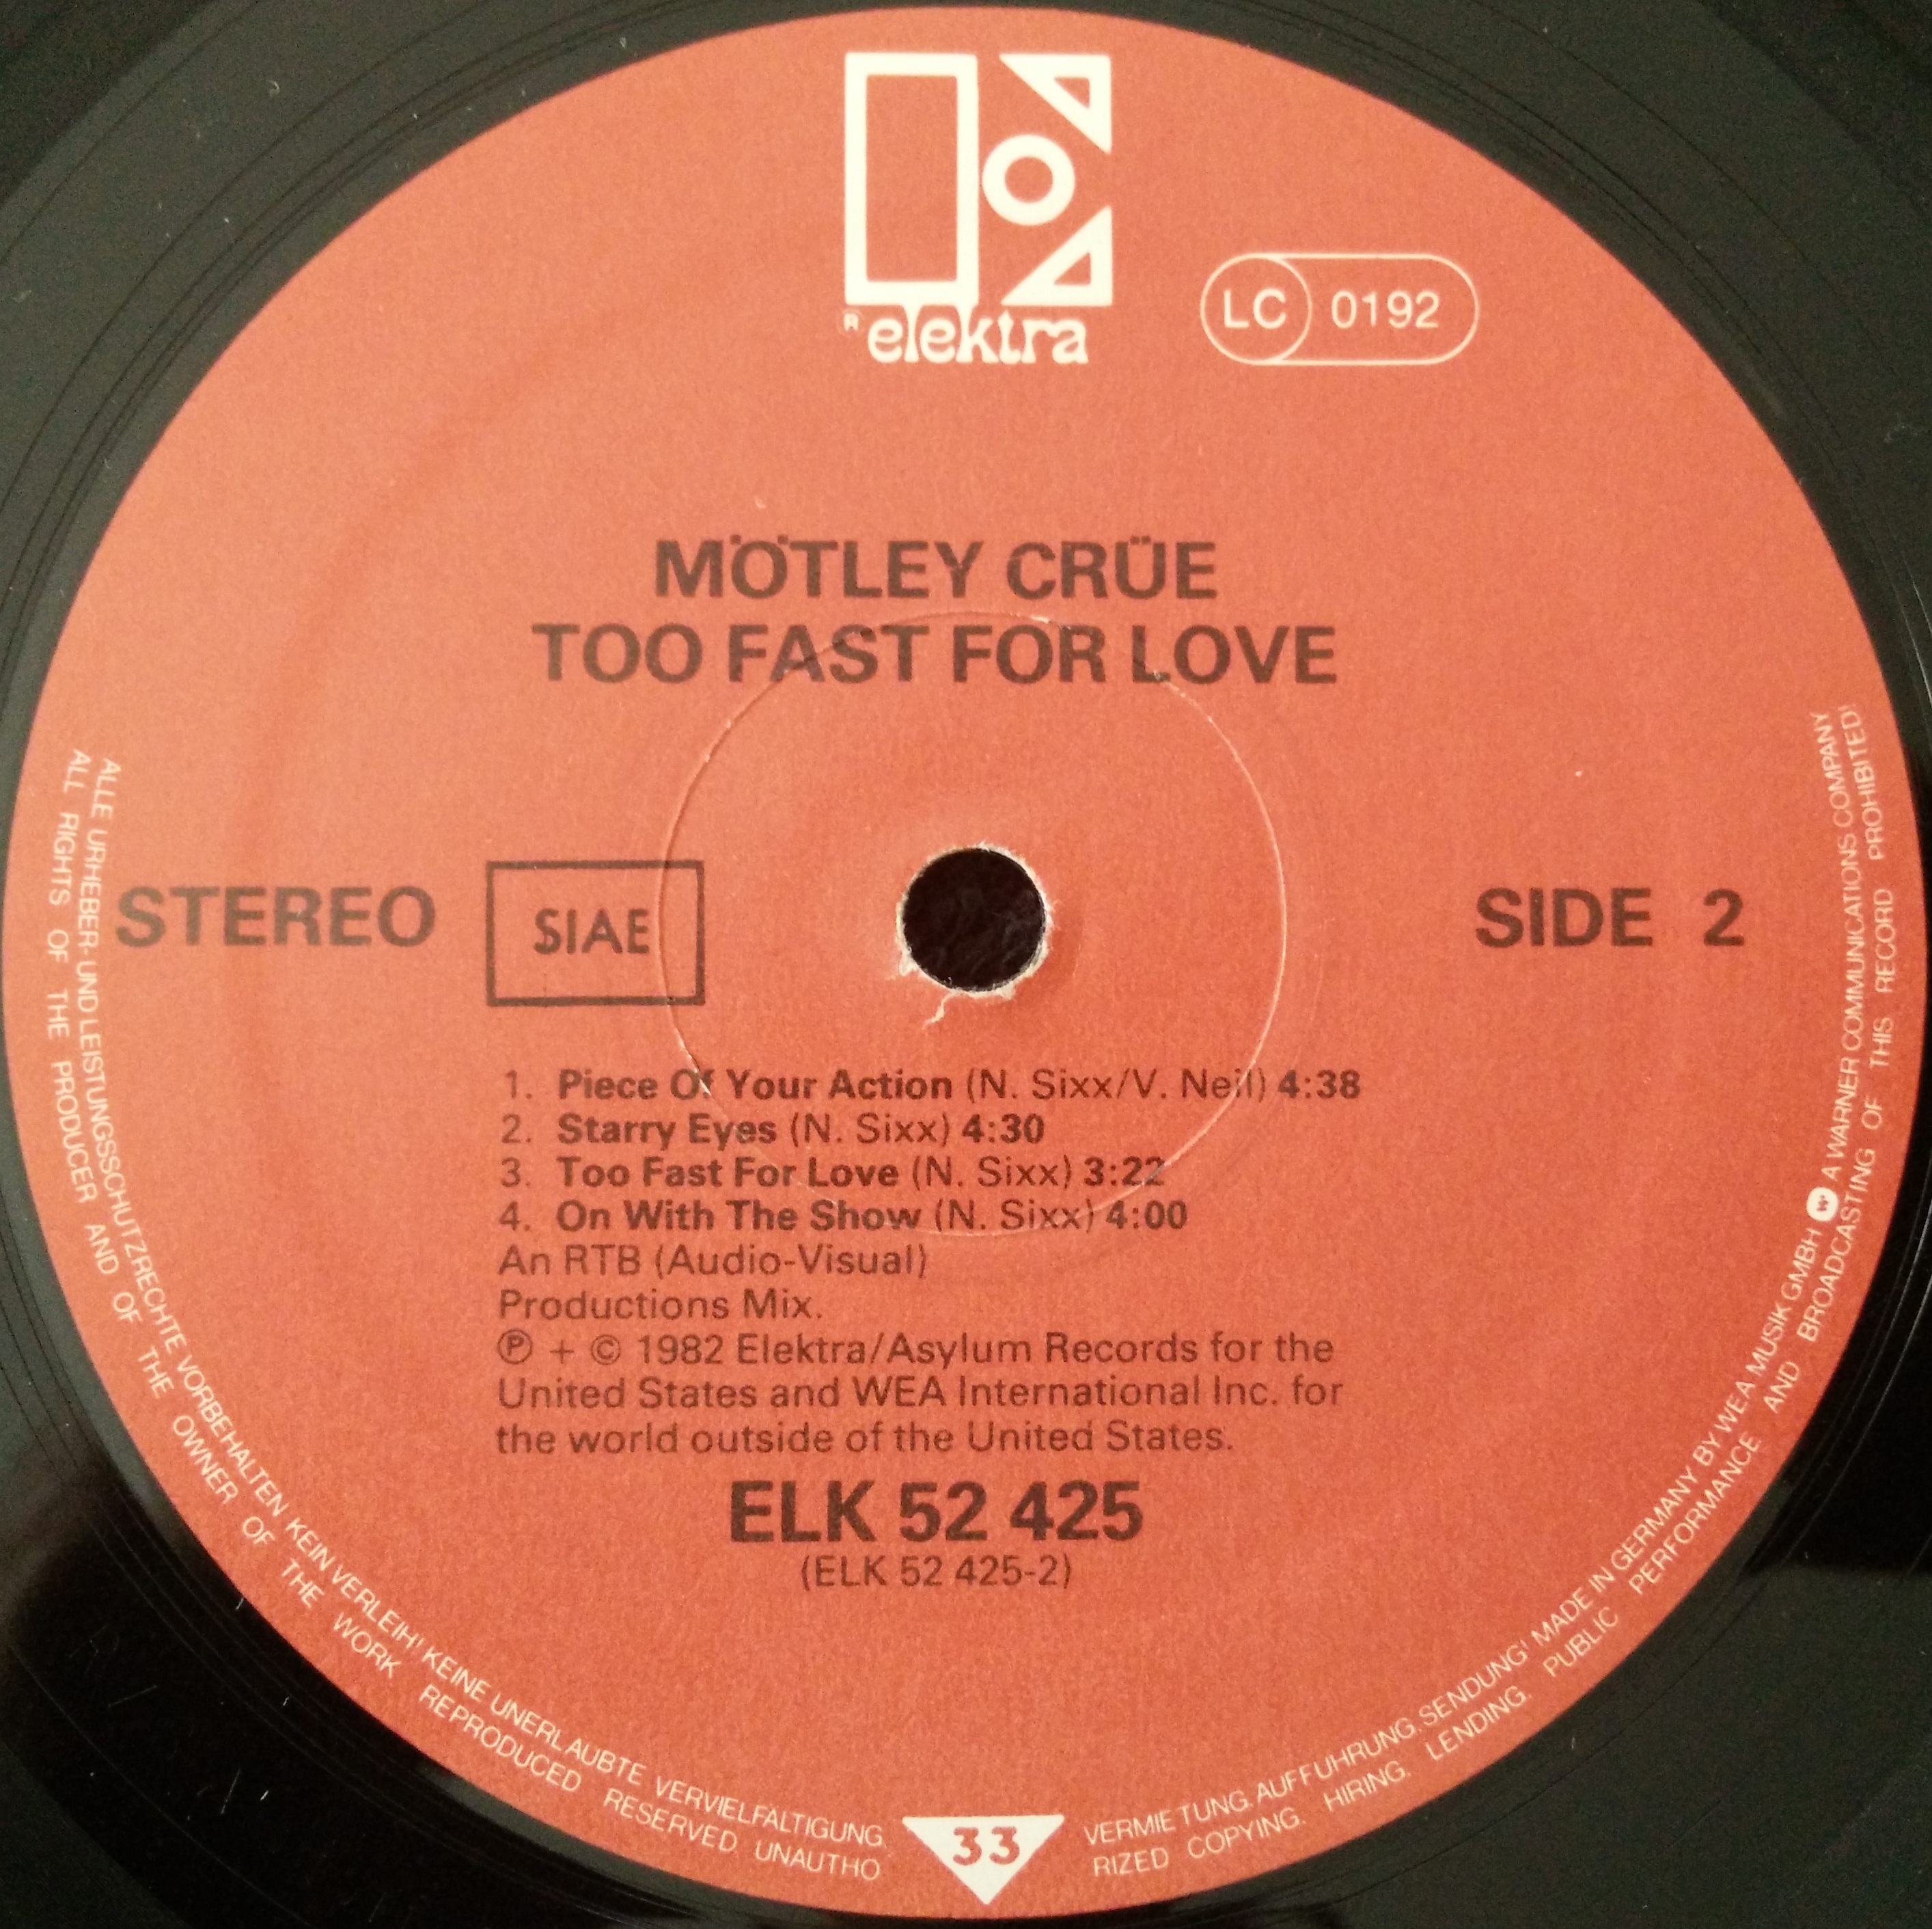 ® elektra
LC 0192
MÖTLEY CRÜE
TOO FAST FOR LOVE
STEREO
SIAE
SIDE 2
1. Piece Of Your Action (N. Sixx/V. Neil) 4:38
2. Starry Eyes (N. Sixx) 4:30
3. Too Fast For Love (N. Sixx) 3:22
4. On With The Show (N. Sixx) 4:00
An RTB (Audio-Visual)
Productions Mix.
℗ + © 1982 Elektra/Asylum Records for the
United States and WEA International Inc. for
the world outside of the United States.
ELK 52 425
(ELK 52 425-2)
ALLE URHEBER- UND LEISTUNGSSCHUTZRECHTE VORBEHALTEN KEIN VERLEIH! KEINE UNERLAUBTE VERVIELFÄLTIGUNG, VERMIETUNG, AUFFUHRUNG, SENDUNG! MADE IN GERMANY BY WEA MUSIK GMBH W A WARNER COMMUNICATIONS COMPANY
ALL RIGHTS OF THE PRODUCER AND OF THE OWNER OF THE WORK REPRODUCED RESERVED UNAUTHORIZED COPYING, HIRING, LENDING, PUBLIC PERFORMANCE AND BROADCASTING OF THIS RECORD PROHIBITED!
33